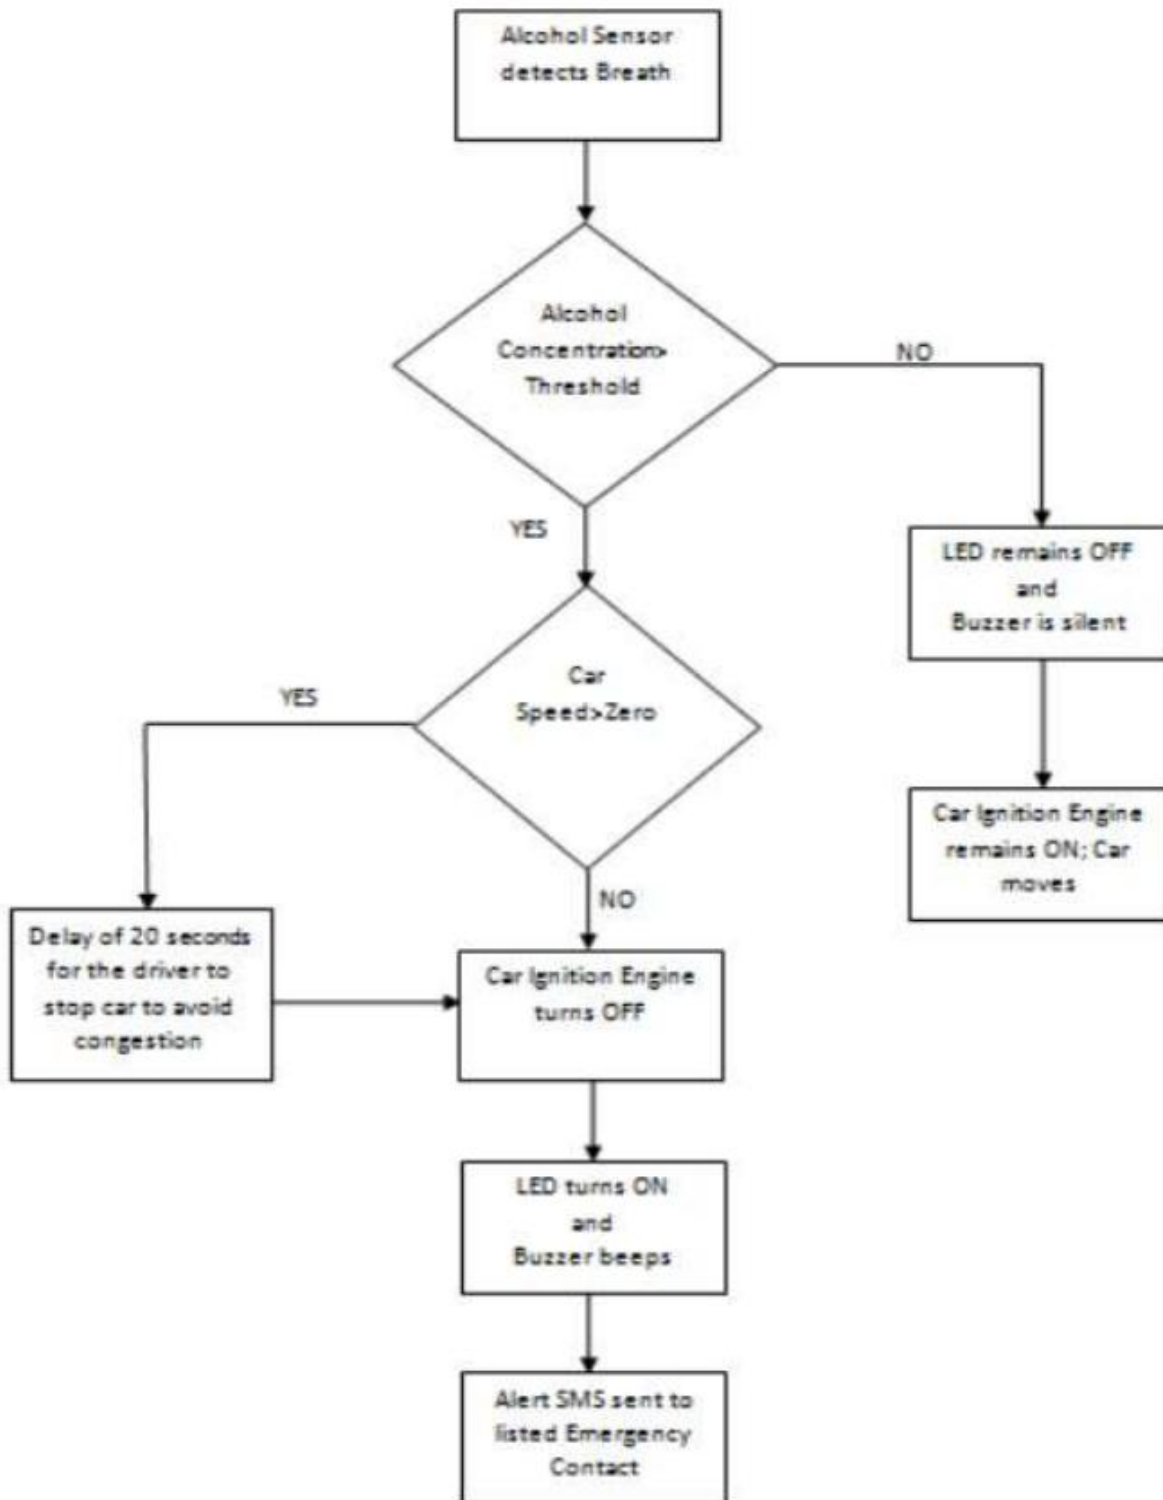 Alcohol Sensor
detects Breath
Alcohol
Concentration>
Threshold
NO
YES
LED remains OFF
and
Buzzer is silent
Car
Speed>Zero
YES
Car Ignition Engine
remains ON; Car
moves
NO
Delay of 20 seconds
for the driver to
stop car to avoid
congestion
Car Ignition Engine
turns OFF
LED turns ON
and
Buzzer beeps
Alert SMS sent to
listed Emergency
Contact